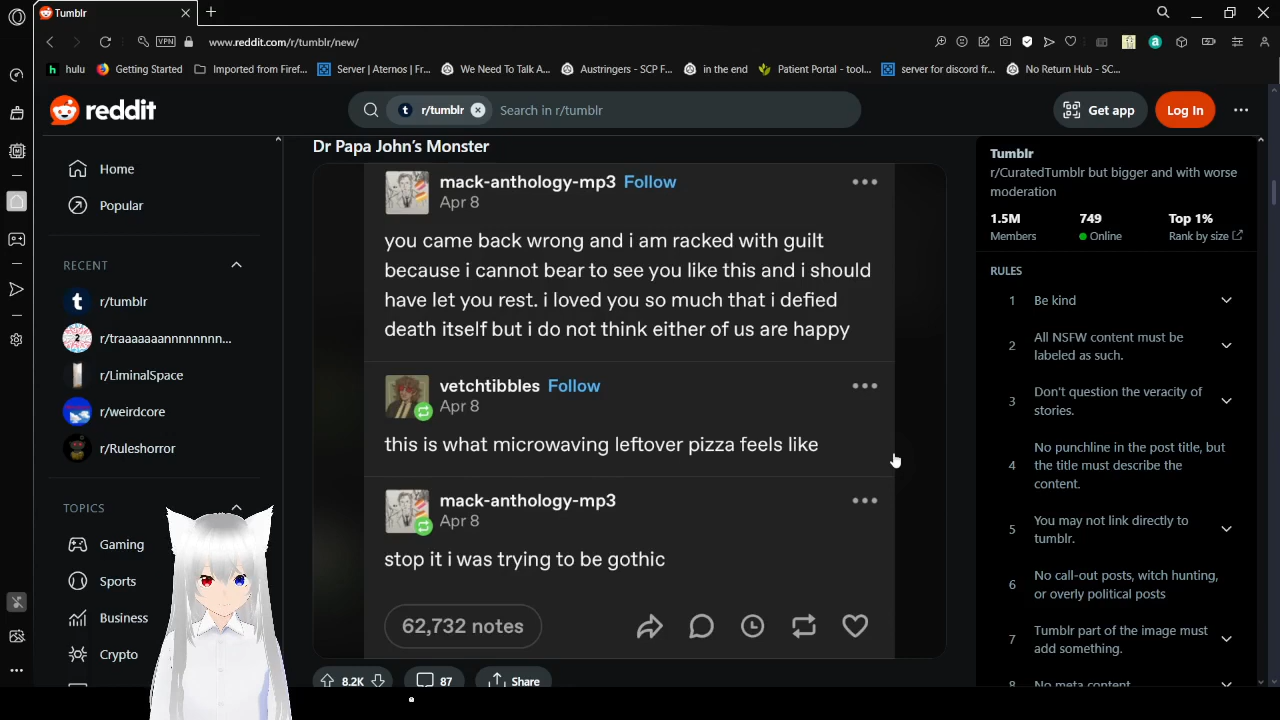 Tumblr
VPN
www.reddit.com/r/tumblr/new/
hulu
Getting Started
Imported from Firef...
Server | Aternos | Fr...
We Need To Talk A...
Austringers - SCP F...
in the end
Patient Portal - tool...
server for discord fr...
No Return Hub - SC...
reddit
r/tumblr
Search in r/tumblr
Get app
Log In
Home
Popular
RECENT
r/tumblr
r/traaaaaaannnnnnnn...
r/LiminalSpace
r/weirdcore
r/Ruleshorror
TOPICS
Gaming
Sports
Business
Crypto
Dr Papa John's Monster
mack-anthology-mp3 Follow
Apr 8
you came back wrong and i am racked with guilt
because i cannot bear to see you like this and i should
have let you rest. i loved you so much that i defied
death itself but i do not think either of us are happy
vetchtibbles Follow
Apr 8
this is what microwaving leftover pizza feels like
mack-anthology-mp3
Apr 8
stop it i was trying to be gothic
62,732 notes
8.2K
87
Share
Tumblr
r/CuratedTumblr but bigger and with worse
moderation
1.5M 749 Top 1%
Members Online Rank by size
RULES
1 Be kind
2 All NSFW content must be
labeled as such.
3 Don't question the veracity of
stories.
4 No punchline in the post title, but
the title must describe the
content.
5 You may not link directly to
tumblr.
6 No call-out posts, witch hunting,
or overly political posts
7 Tumblr part of the image must
add something.
8 No meta content